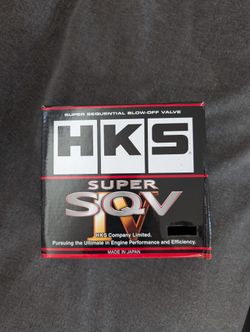 SUPER SEQUENTIAL BLOW-OFF VALVE
HKS
SUPER
SQV
IV
HKS Company Limited.
Pursuing the Ultimate in Engine Performance and Efficiency.
MADE IN JAPAN